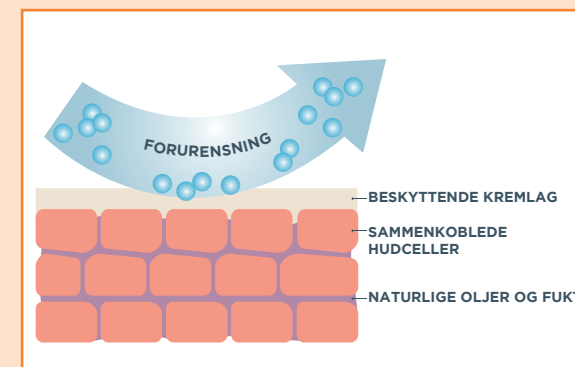 FORURENSNING
BESKYTTENDE KREMLAG
SAMMENKOBLEDE
HUDCELLER
NATURLIGE OLJER OG FUKT